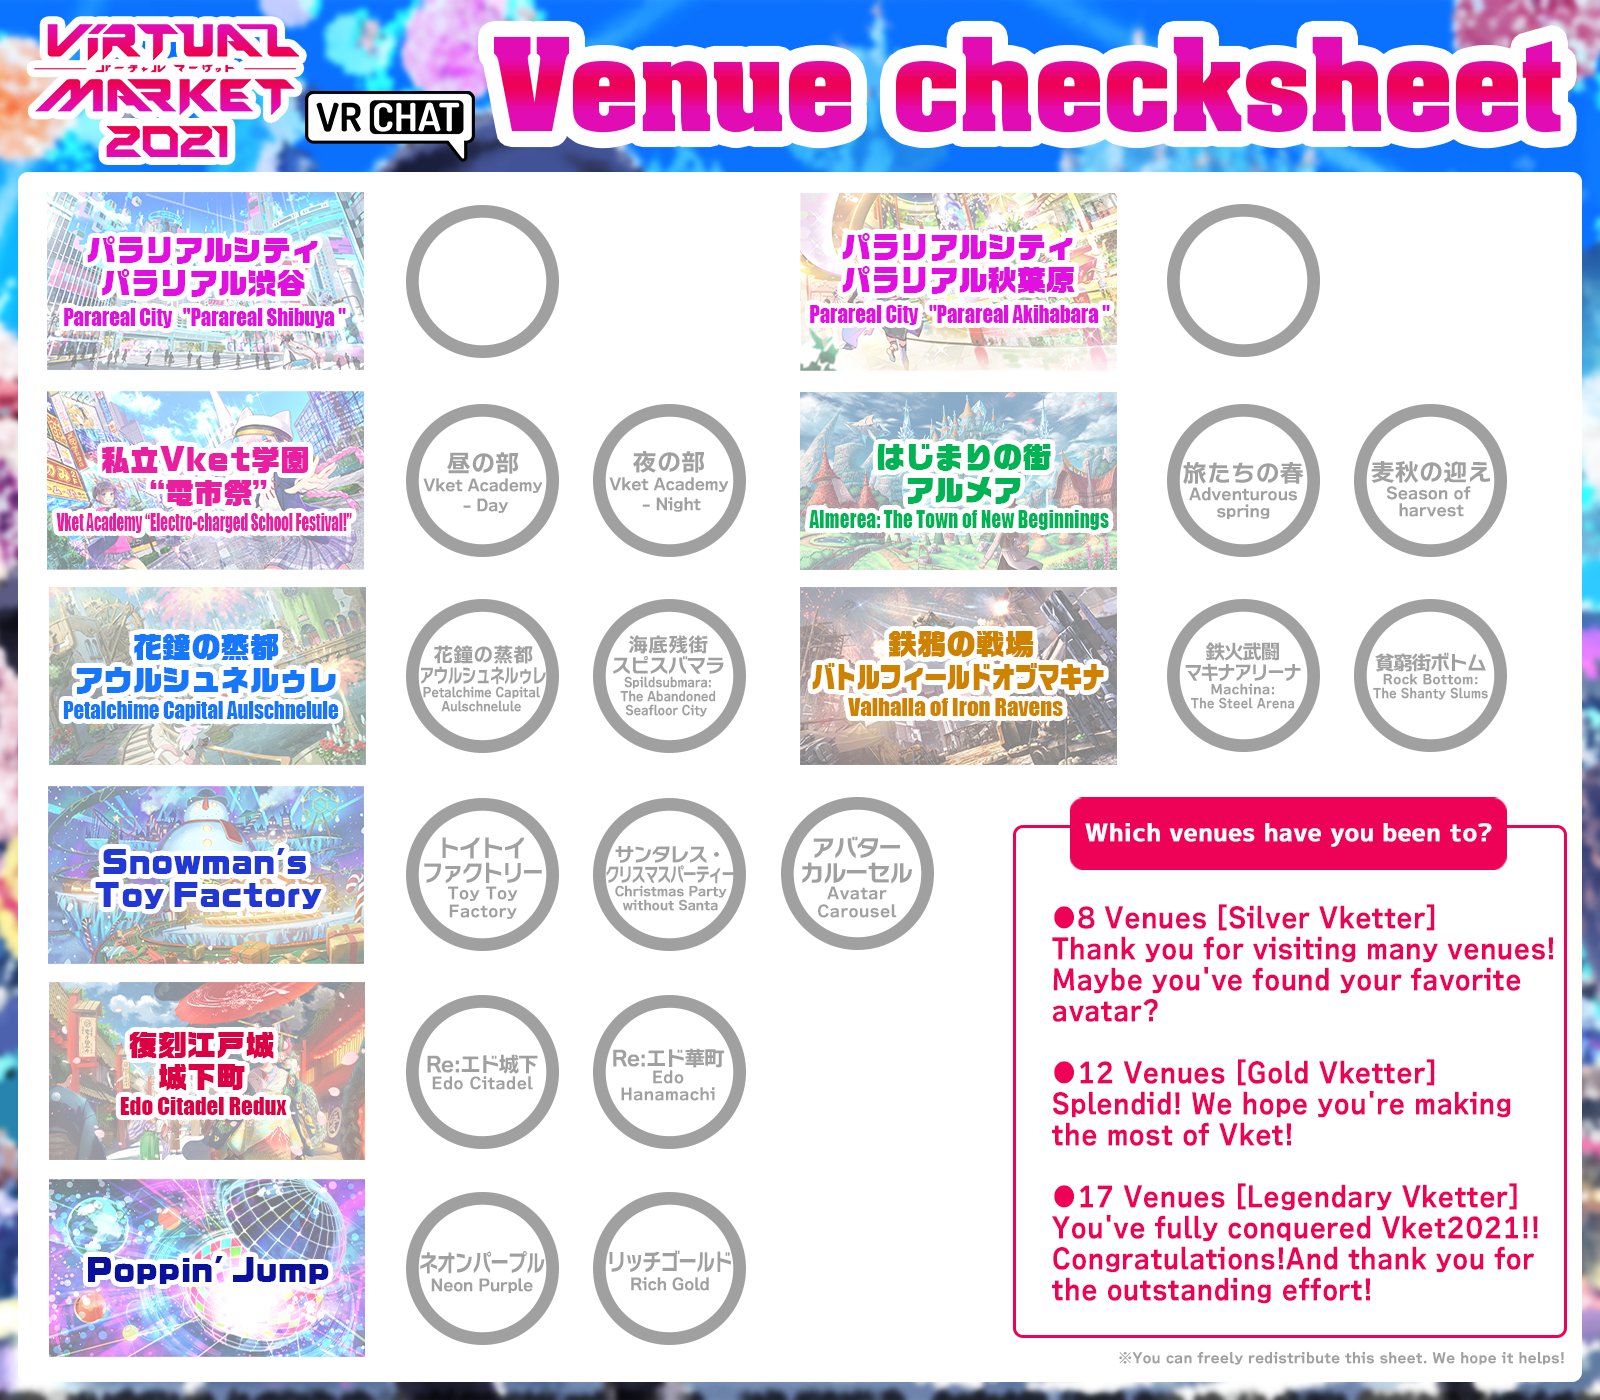 ViRTUAL
バーチャルマーケット
MARKET
2021
VRCHAT
Venue checksheet
パラリアルシティ
パラリアル渋谷
Parareal City "Parareal Shibuya "
パラリアルシティ
パラリアル秋葉原
Parareal City "Parareal Akihabara "
私立Vket学園
“電市祭”
Vket Academy “Electro-charged School Festival!”
昼の部
Vket Academy
- Day
夜の部
Vket Academy
- Night
はじまりの街
アルメア
Almerea: The Town of New Beginnings
旅たちの春
Adventurous
spring
麦秋の迎え
Season of
harvest
花鐘の蒸都
アウルシュネルゥレ
Petalchime Capital Aulschnelule
花鐘の蒸都
アウルシュネルゥレ
Petalchime Capital
Aulschnelule
海底残街
スピスバマラ
Spildsubmara:
The Abandoned
Seafloor City
鉄鴉の戦場
バトルフィールドオブマキナ
Valhalla of Iron Ravens
鉄火武闘
マキナアリーナ
Machina:
The Steel Arena
貧窮街ボトム
Rock Bottom:
The Shanty Slums
Snowman’s
Toy Factory
トイトイ
ファクトリー
Toy Toy
Factory
サンタレス・
クリスマスパーティー
Christmas Party
without Santa
アバター
カルーセル
Avatar
Carousel
復刻江戸城
城下町
Edo Citadel Redux
Re:エド城下
Edo Citadel
Re:エド華町
Edo
Hanamachi
Poppin’ Jump
ネオンパープル
Neon Purple
リッチゴールド
Rich Gold
Which venues have you been to?
●8 Venues [Silver Vketter]
Thank you for visiting many venues!
Maybe you've found your favorite
avatar?
●12 Venues [Gold Vketter]
Splendid! We hope you're making
the most of Vket!
●17 Venues [Legendary Vketter]
You've fully conquered Vket2021!!
Congratulations!And thank you for
the outstanding effort!
※You can freely redistribute this sheet. We hope it helps!